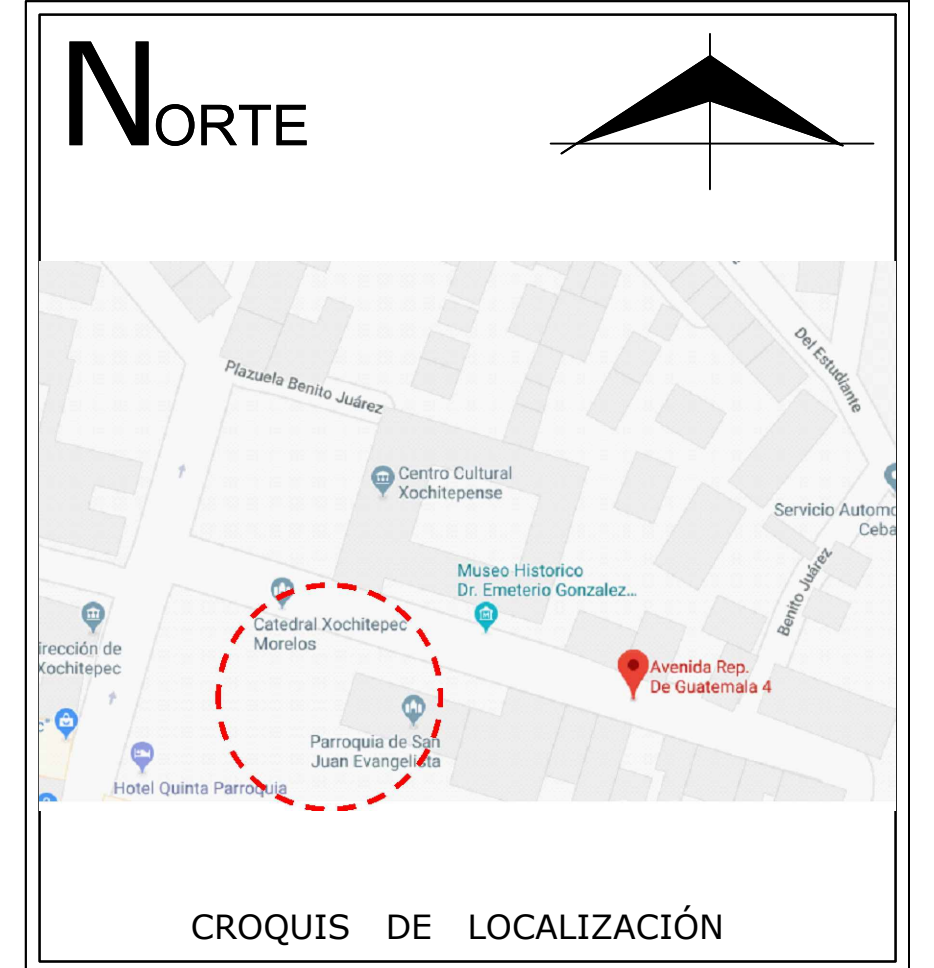 NORTE
Del Estudiante
Plazuela Benito Juárez
Centro Cultural
Xochitepense
Servicio Automo
Ceba
Museo Historico
Dr. Emeterio Gonzalez...
Benito Juárez
Catedral Xochitepec
Morelos
irección de
Xochitepec
Avenida Rep.
De Guatemala 4
Parroquia de San
Juan Evangelista
Hotel Quinta Parroquia
CROQUIS DE LOCALIZACIÓN